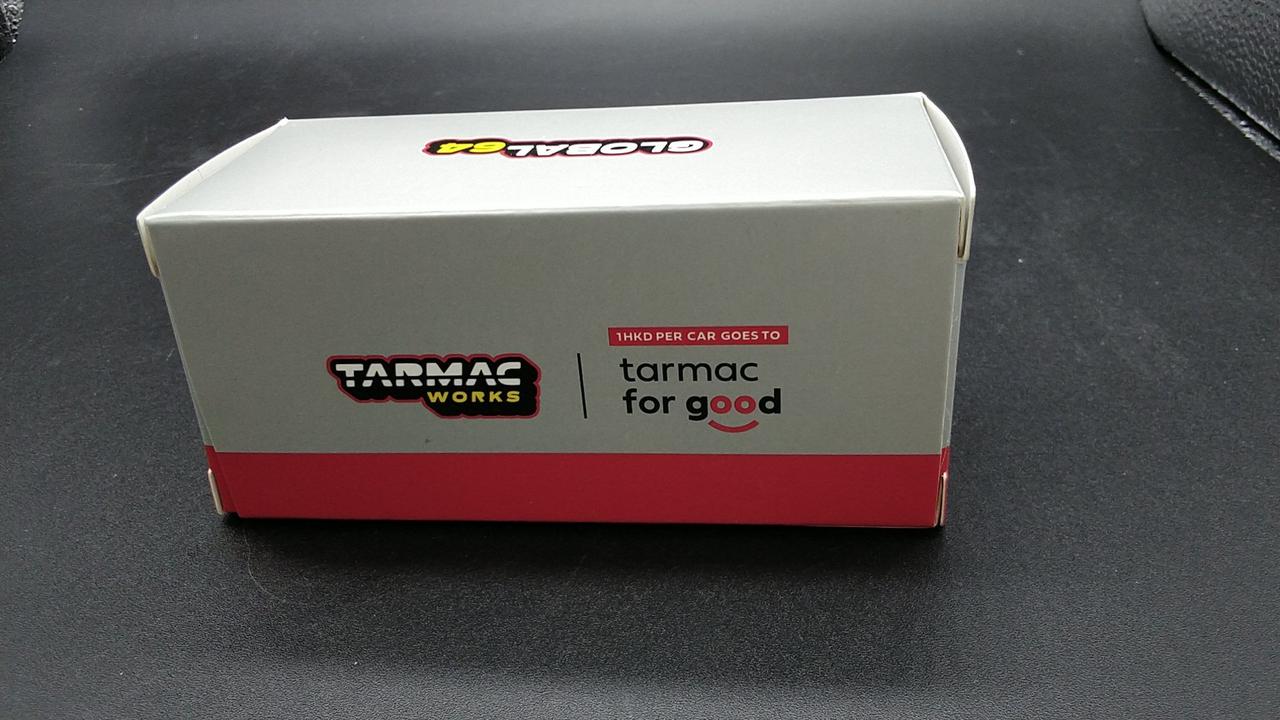 GLOBAL64
1HKD PER CAR GOES TO
TARMAC
WORKS
tarmac
for good